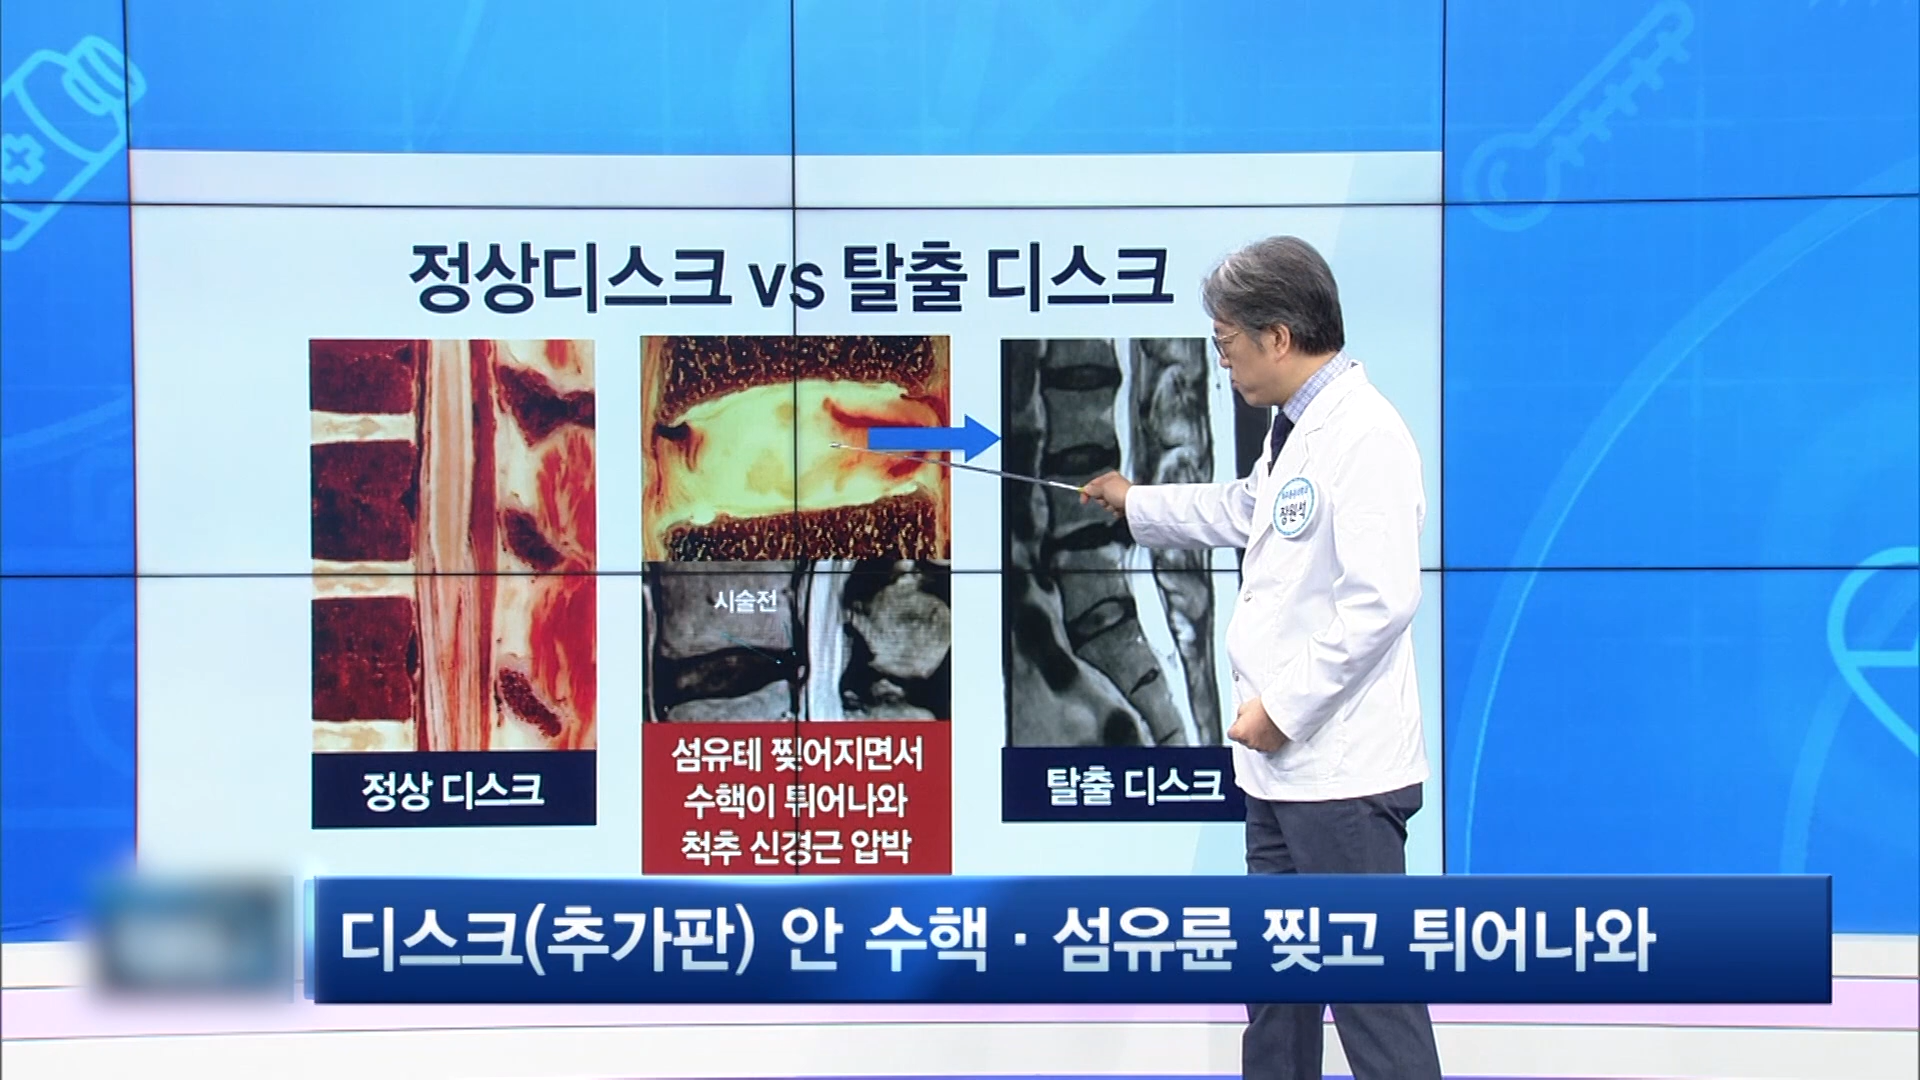 정상디스크 vs 탈출 디스크
시술전
정상 디스크
섬유테 찢어지면서
수핵이 튀어나와
척추 신경근 압박
탈출 디스크
장원석
디스크(추가판) 안 수핵·섬유륜 찢고 튀어나와